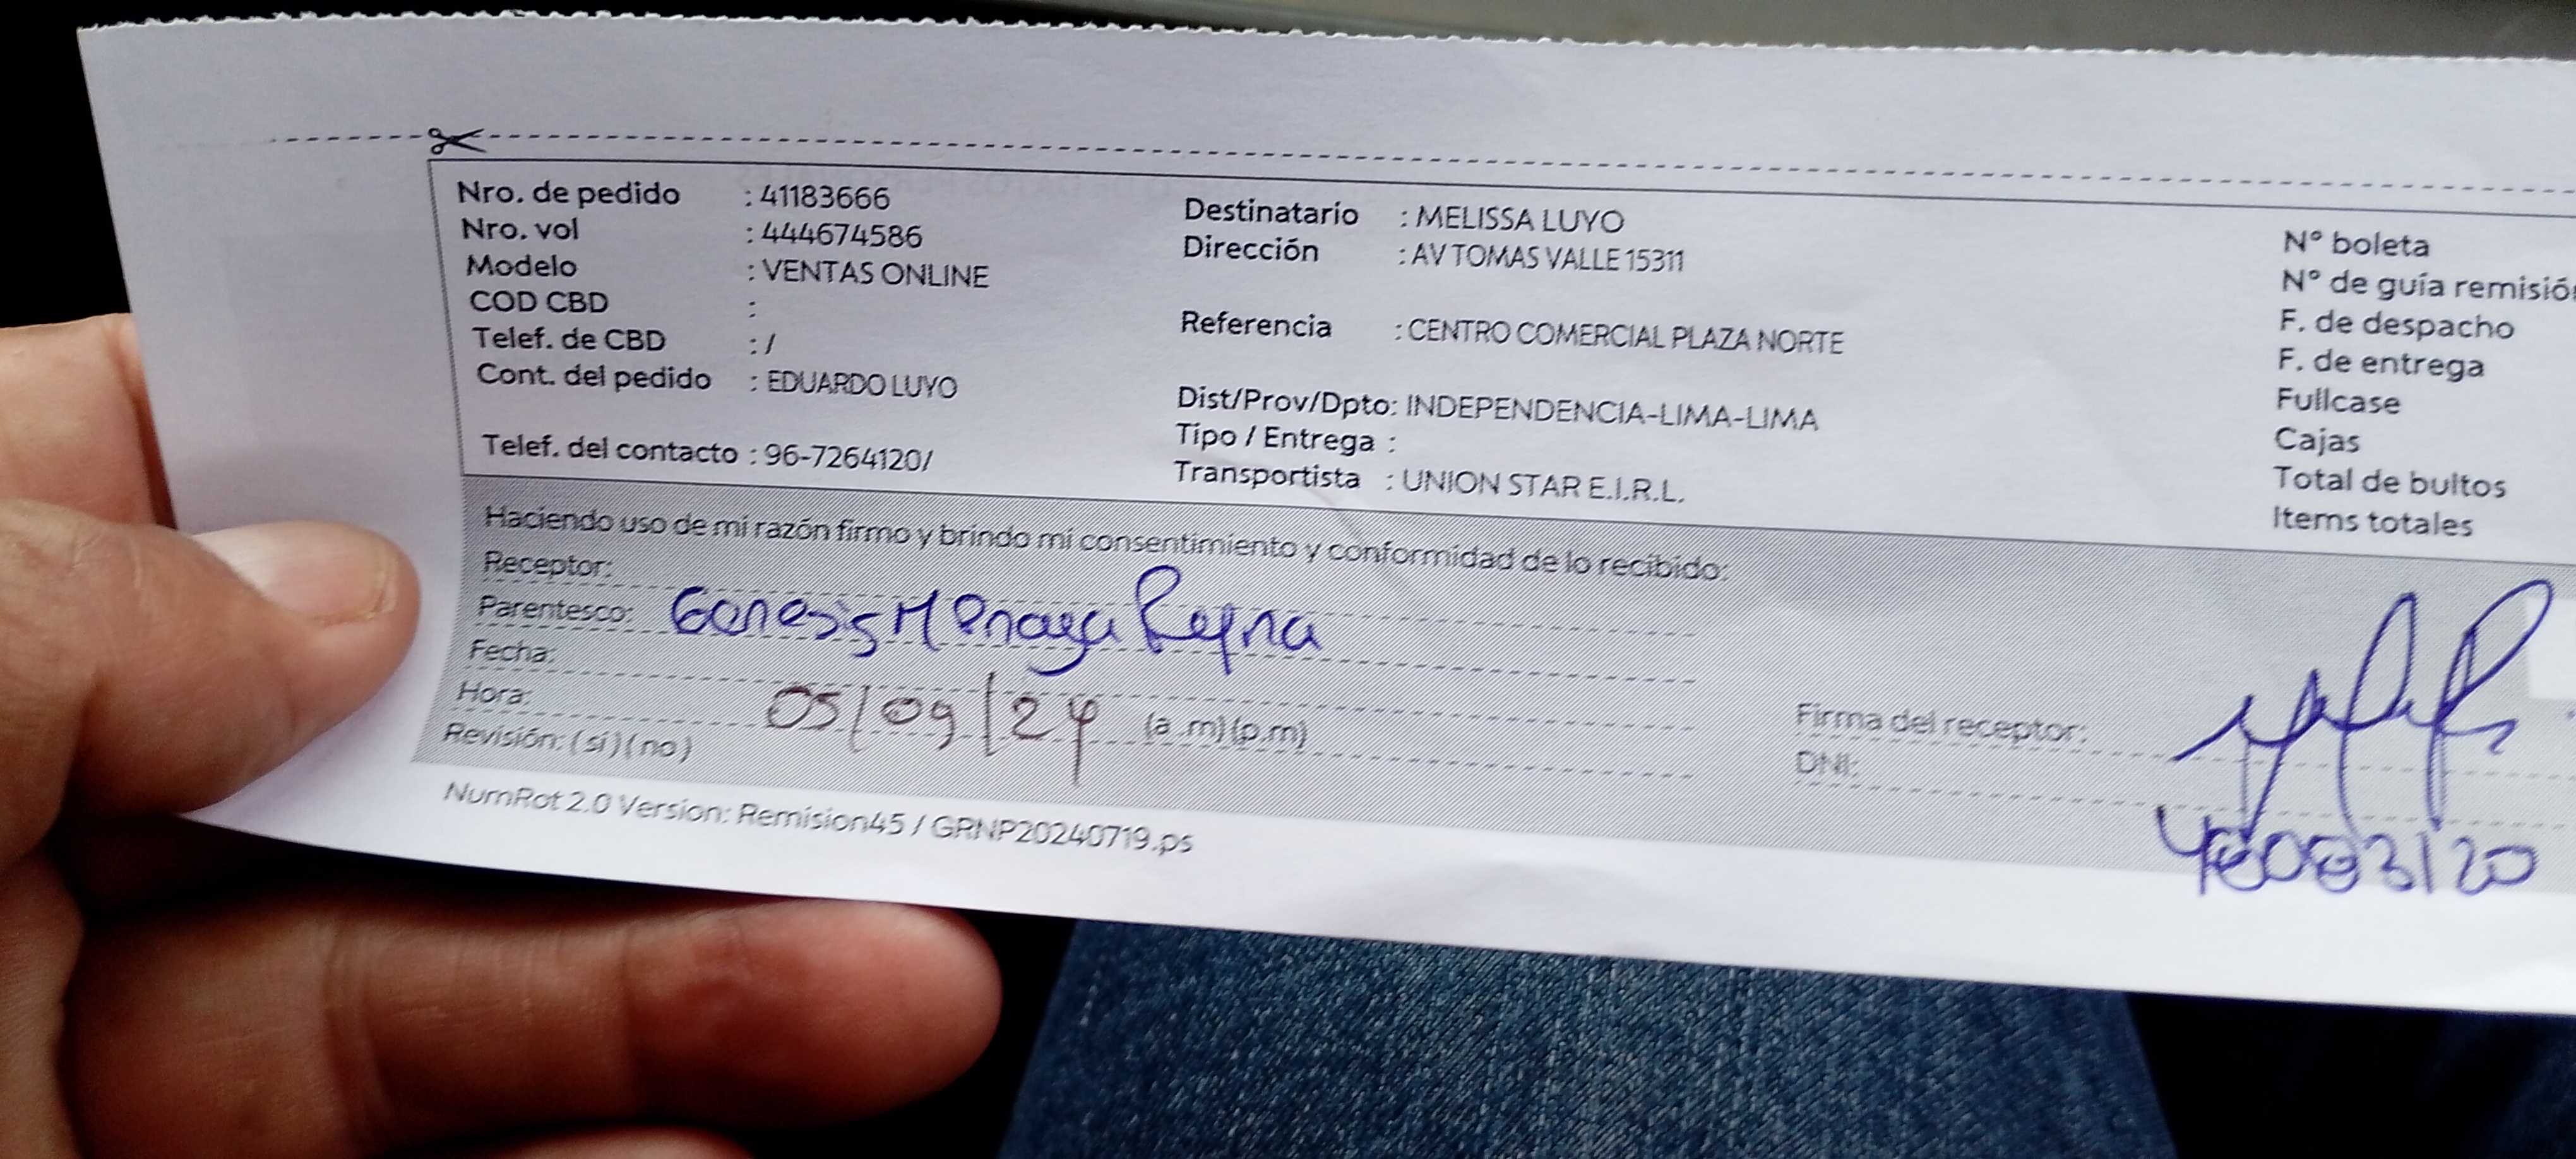 Nro. de pedido : 41183666
Nro. vol : 444674586
Modelo : VENTAS ONLINE
COD CBD :
Telef. de CBD : /
Cont. del pedido : EDUARDO LUYO
Telef. del contacto : 96-7264120/
Destinatario : MELISSA LUYO
Dirección : AV TOMAS VALLE 15311
Referencia : CENTRO COMERCIAL PLAZA NORTE
Dist/Prov/Dpto: INDEPENDENCIA-LIMA-LIMA
Tipo / Entrega :
Transportista : UNION STAR E.I.R.L.
N° boleta
N° de guía remisión
F. de despacho
F. de entrega
Fullcase
Cajas
Total de bultos
Items totales
Haciendo uso de mi razón firmo y brindo mi consentimiento y conformidad de lo recibido:
Receptor:
Parentesco: Genesis Reyna
Fecha:
Hora: 05/09/24 (a.m)(p.m)
Revisión: (si) (no)
Firma del receptor:
DNI:
NumRot 2.0 Version: Remision45 / GRNP20240719.ps